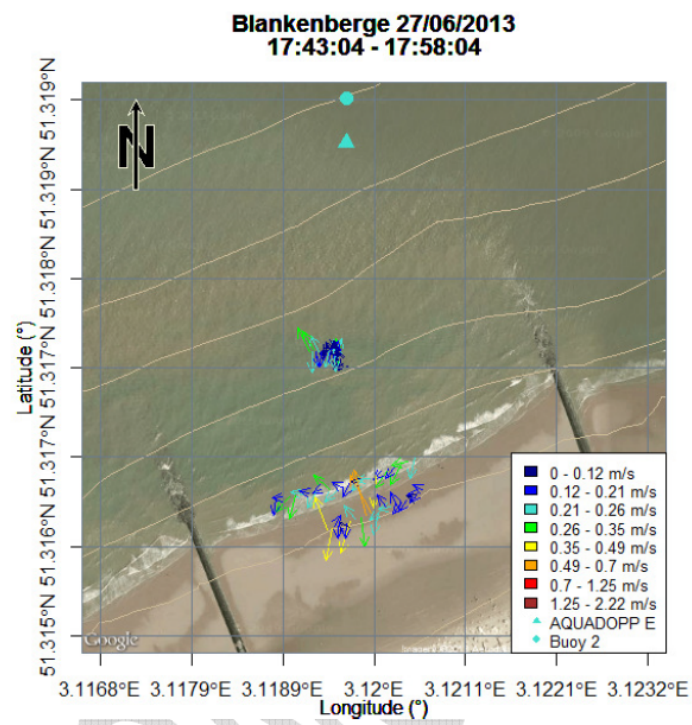 Blankenberge 27/06/2013
17:43:04 - 17:58:04
N
Latitude (°)
51.319°N
51.319°N
51.318°N
51.317°N
51.317°N
51.316°N
51.315°N
0 - 0.12 m/s
0.12 - 0.21 m/s
0.21 - 0.26 m/s
0.26 - 0.35 m/s
0.35 - 0.49 m/s
0.49 - 0.7 m/s
0.7 - 1.25 m/s
1.25 - 2.22 m/s
AQUADOPP E
Buoy 2
Google
3.1168°E 3.1179°E 3.1189°E 3.12°E 3.1211°E 3.1221°E 3.1232°E
Longitude (°)